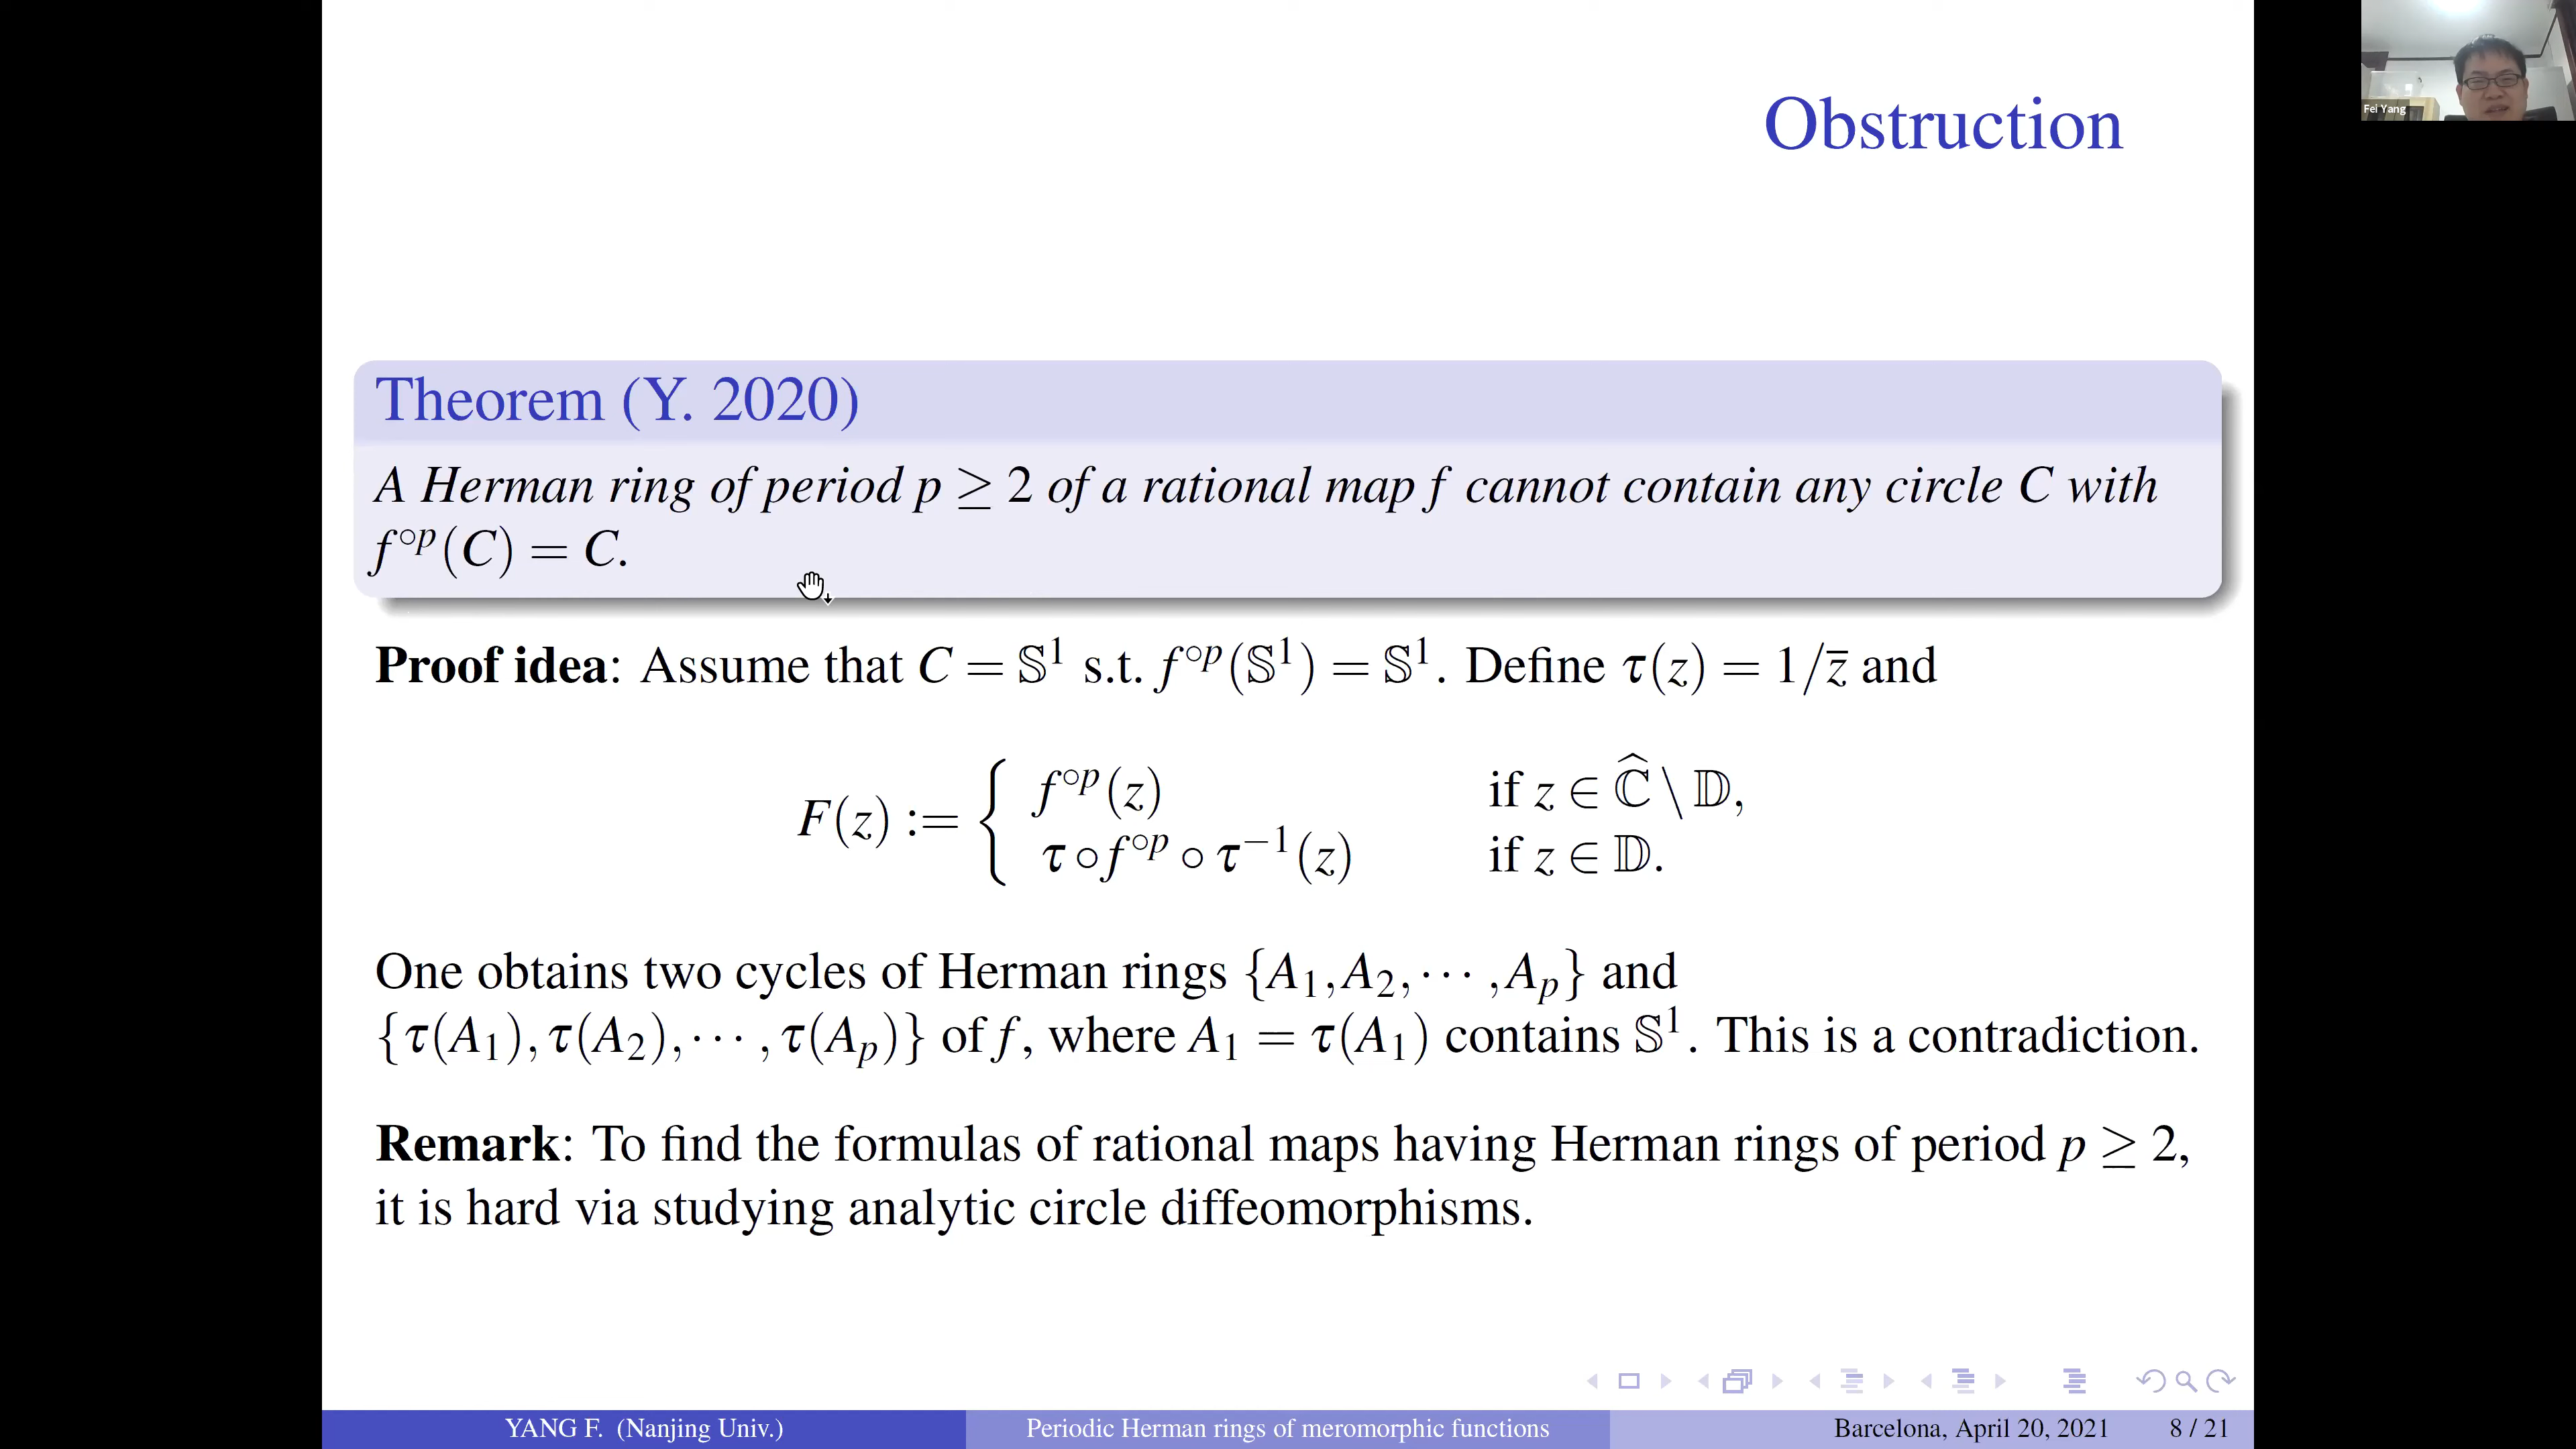 Fei Yang
Obstruction
Theorem (Y. 2020)
A Herman ring of period p ≥ 2 of a rational map f cannot contain any circle C with
f^{∘p}(C) = C.
Proof idea: Assume that C = 𝕊¹ s.t. f^{∘p}(𝕊¹) = 𝕊¹. Define τ(z) = 1/z̅ and
F(z) := { f^{∘p}(z) if z ∈ ℂ̂ \ 𝔻,
τ ∘ f^{∘p} ∘ τ^{−1}(z) if z ∈ 𝔻.
One obtains two cycles of Herman rings {A₁, A₂, ⋯ , A_p} and
{τ(A₁), τ(A₂), ⋯ , τ(A_p)} of f, where A₁ = τ(A₁) contains 𝕊¹. This is a contradiction.
Remark: To find the formulas of rational maps having Herman rings of period p ≥ 2,
it is hard via studying analytic circle diffeomorphisms.
YANG F. (Nanjing Univ.) Periodic Herman rings of meromorphic functions Barcelona, April 20, 2021 8 / 21